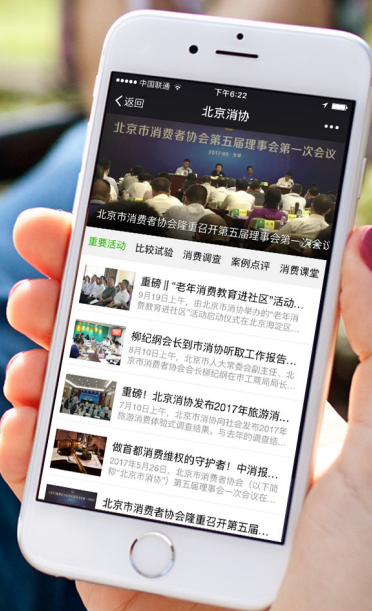 中国联通
下午6:22
返回
北京消协
北京市消费者协会第五届理事会第一次会议
北京市消费者协会隆重召开第五届理事会第一次会议
重要活动 比较试验 消费调查 案例点评 消费课堂
重磅 || “老年消费教育进社区”活动...
9月19日上午，由北京市消协举办的“老年
消费教育进社区”活动启动仪式在北京海淀区...
柳纪纲会长到市消协听取工作报告...
8月10日上午，北京市人大常委会副主任、北
京市消费者协会会长柳纪纲在市工商局局长...
重磅！北京消协发布2017年旅游消...
7月10日上午，北京市消协向社会发布2017年
旅游消费体验式调查结果。与去年的调查结...
做首都消费维权的守护者！中消报...
2017年5月26日，北京市消费者协会（以下简
称“北京市消协”）第五届理事会一次会议在...
北京市消费者协会隆重召开第五届...